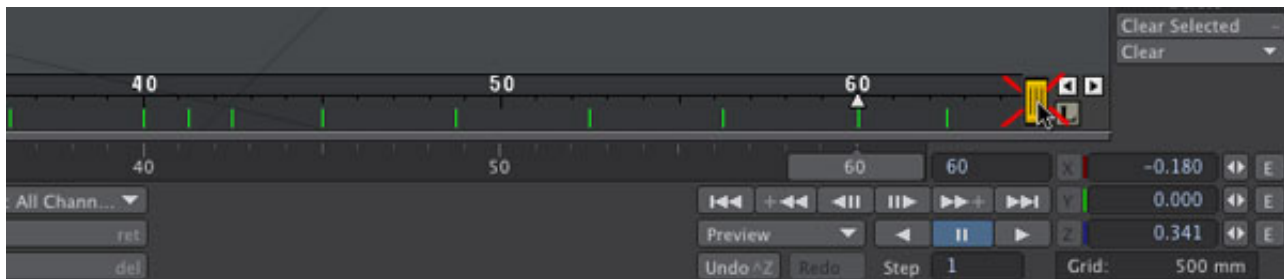 Clear Selected
Clear
40 50 60
L
40 50 60 60 X -0.180 E
All Chann... Y 0.000 E
ret Preview Z 0.341 E
del Undo ^Z Redo Step 1 Grid: 500 mm